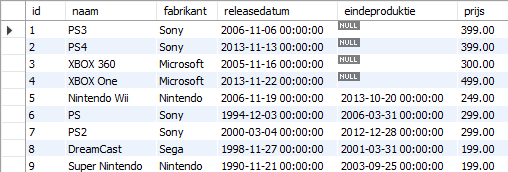 id naam fabrikant releasedatum eindeproduktie prijs
1 PS3 Sony 2006-11-06 00:00:00 NULL 399.00
2 PS4 Sony 2013-11-13 00:00:00 NULL 399.00
3 XBOX 360 Microsoft 2005-11-16 00:00:00 NULL 300.00
4 XBOX One Microsoft 2013-11-22 00:00:00 NULL 499.00
5 Nintendo Wii Nintendo 2006-11-19 00:00:00 2013-10-20 00:00:00 249.00
6 PS Sony 1994-12-03 00:00:00 2006-03-31 00:00:00 299.00
7 PS2 Sony 2000-03-04 00:00:00 2012-12-28 00:00:00 299.00
8 DreamCast Sega 1998-11-27 00:00:00 2001-03-31 00:00:00 199.00
9 Super Nintendo Nintendo 1990-11-21 00:00:00 2003-09-25 00:00:00 199.00